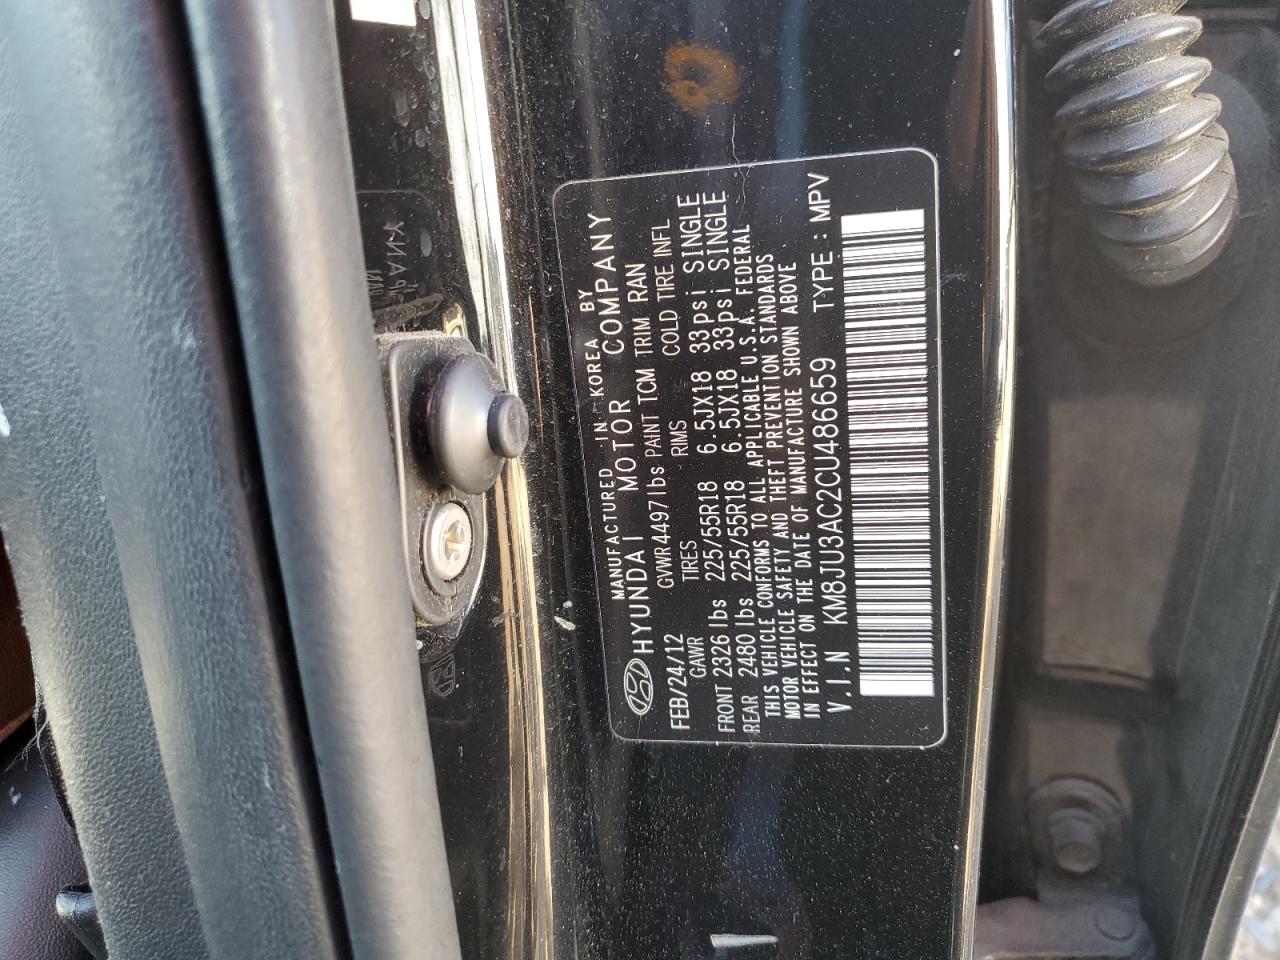 MANUFACTURED IN KOREA BY
HYUNDAI MOTOR COMPANY
FEB/24/12 GVWR 4497lbs PAINT TCM TRIM RAN
GAWR TIRES RIMS COLD TIRE INFL
FRONT 2326 lbs 225/55R18 6.5JX18 33psi SINGLE
REAR 2480 lbs 225/55R18 6.5JX18 33psi SINGLE
THIS VEHICLE CONFORMS TO ALL APPLICABLE U.S.A. FEDERAL
MOTOR VEHICLE SAFETY AND THEFT PREVENTION STANDARDS
IN EFFECT ON THE DATE OF MANUFACTURE SHOWN ABOVE
V.I.N KM8JU3AC2CU486659 TYPE : MPV